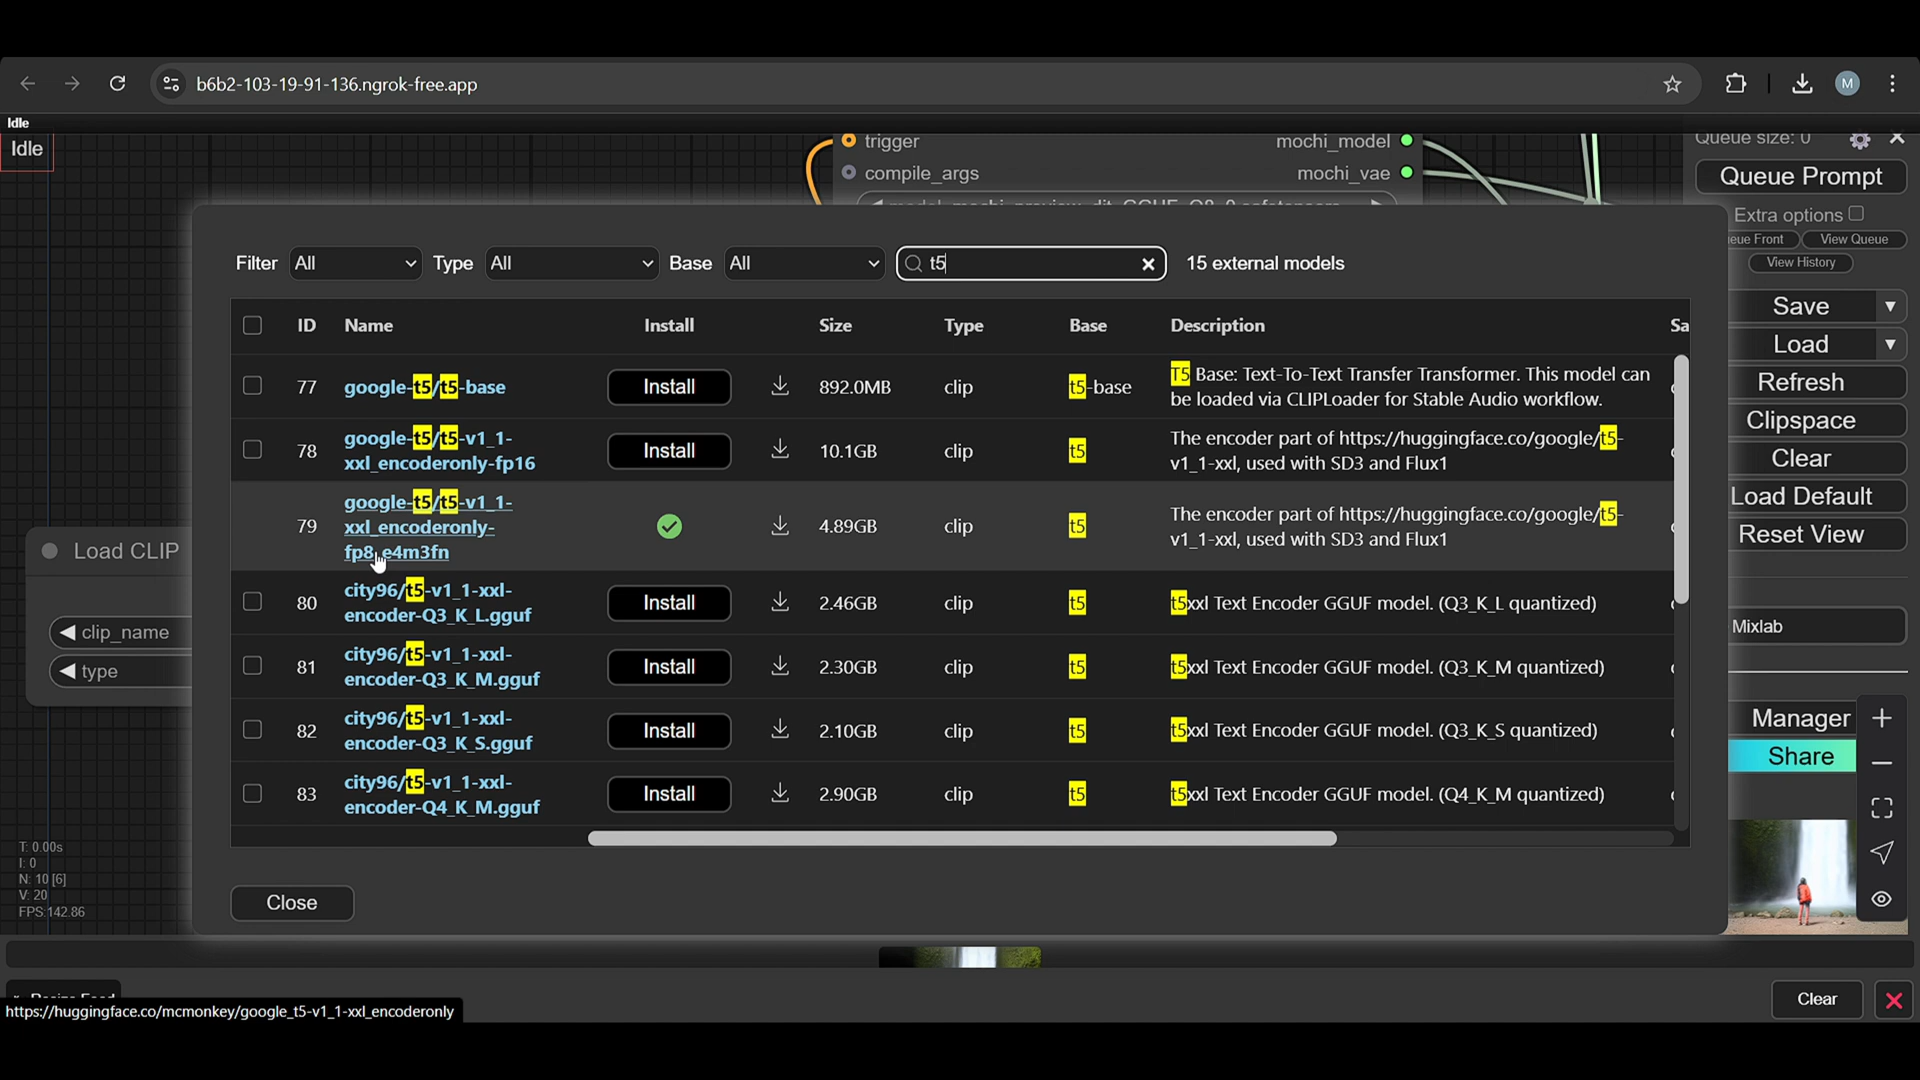 b6b2-103-19-91-136.ngrok-free.app
M
Idle
Idle
trigger
mochi_model
compile_args
mochi_vae
Queue size: 0
Queue Prompt
Extra options
View Queue
View History
Save
Load
Refresh
Clipspace
Clear
Load Default
Reset View
Mixlab
Manager
Share
Filter All Type All Base All t5 15 external models
ID Name Install Size Type Base Description
77 google-t5/t5-base Install 892.0MB clip t5-base T5 Base: Text-To-Text Transfer Transformer. This model can
be loaded via CLIPLoader for Stable Audio workflow.
78 google-t5/t5-v1_1-
xxl_encoderonly-fp16 Install 10.1GB clip t5 The encoder part of https://huggingface.co/google/t5-
v1_1-xxl, used with SD3 and Flux1
79 google-t5/t5-v1_1-
xxl_encoderonly-
fp8_e4m3fn 4.89GB clip t5 The encoder part of https://huggingface.co/google/t5-
v1_1-xxl, used with SD3 and Flux1
80 city96/t5-v1_1-xxl-
encoder-Q3_K_L.gguf Install 2.46GB clip t5 t5xxl Text Encoder GGUF model. (Q3_K_L quantized)
81 city96/t5-v1_1-xxl-
encoder-Q3_K_M.gguf Install 2.30GB clip t5 t5xxl Text Encoder GGUF model. (Q3_K_M quantized)
82 city96/t5-v1_1-xxl-
encoder-Q3_K_S.gguf Install 2.10GB clip t5 t5xxl Text Encoder GGUF model. (Q3_K_S quantized)
83 city96/t5-v1_1-xxl-
encoder-Q4_K_M.gguf Install 2.90GB clip t5 t5xxl Text Encoder GGUF model. (Q4_K_M quantized)
Load CLIP
clip_name
type
T: 0.00s
I: 0
N: 10 [6]
V: 20
FPS:142.86
Close
Clear
https://huggingface.co/mcmonkey/google_t5-v1_1-xxl_encoderonly